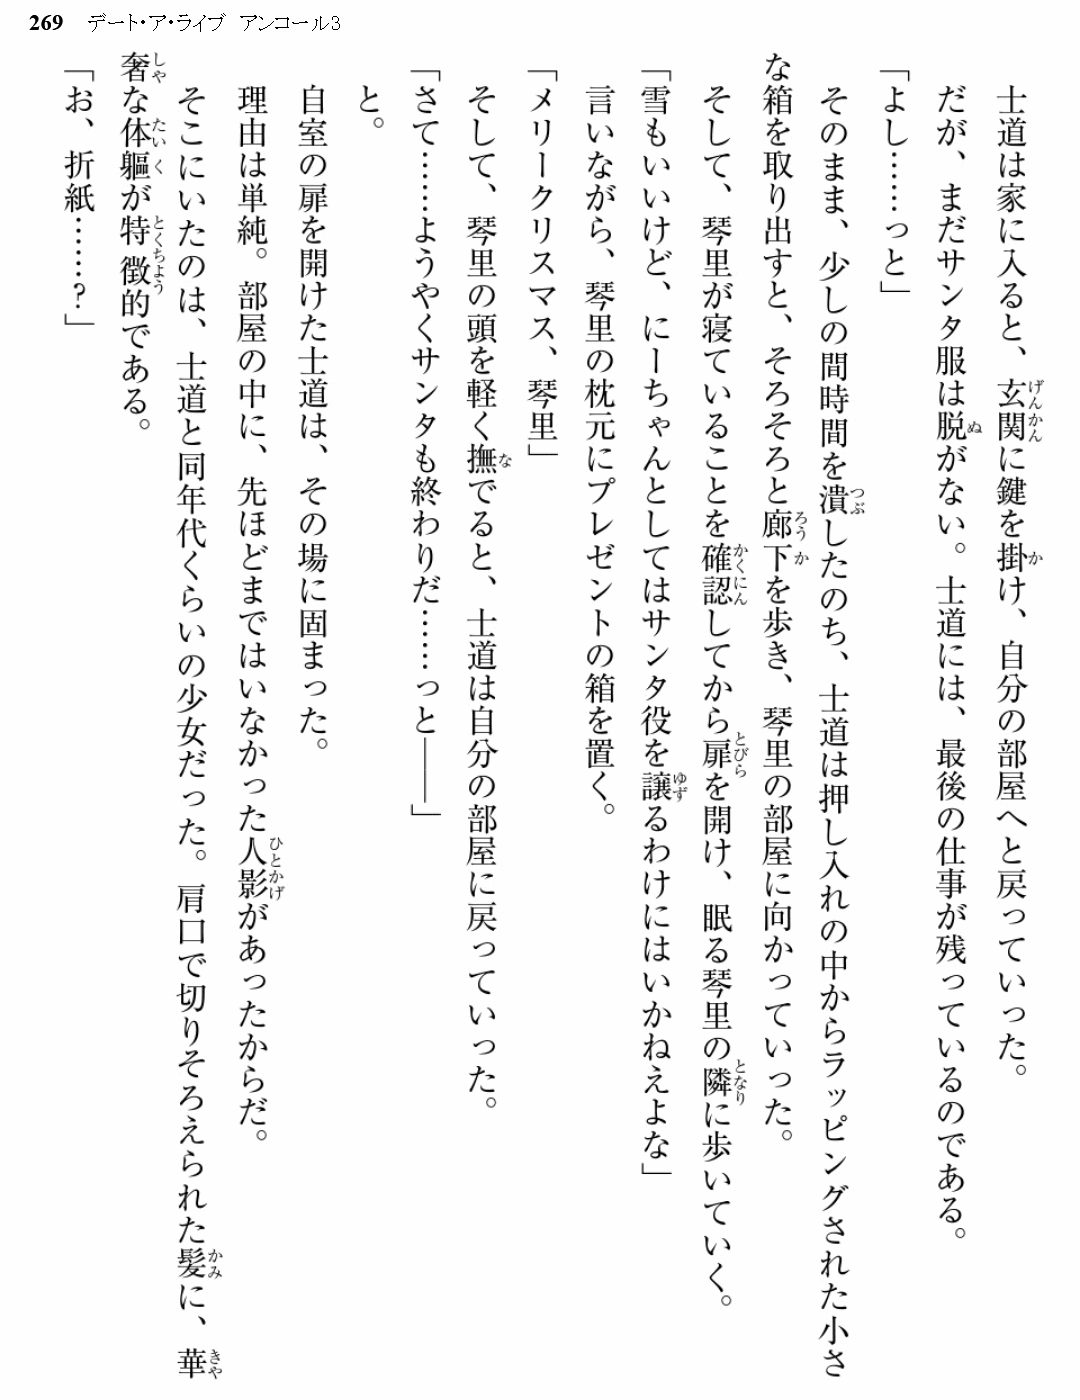 269　デート・ア・ライブ　アンコール3
士道は家に入ると、玄関に鍵を掛け、自分の部屋へと戻っていった。
だが、まだサンタ服は脱がない。士道には、最後の仕事が残っているのである。
「よし……っと」
そのまま、少しの間時間を潰したのち、士道は押し入れの中からラッピングされた小さ
な箱を取り出すと、そろそろと廊下を歩き、琴里の部屋に向かっていった。
そして、琴里が寝ていることを確認してから扉を開け、眠る琴里の隣に歩いていく。
「雪もいいけど、にーちゃんとしてはサンタ役を譲るわけにはいかねえよな」
言いながら、琴里の枕元にプレゼントの箱を置く。
「メリークリスマス、琴里」
そして、琴里の頭を軽く撫でると、士道は自分の部屋に戻っていった。
「さて……ようやくサンタも終わりだ……っと――」
と。
自室の扉を開けた士道は、その場に固まった。
理由は単純。部屋の中に、先ほどまではいなかった人影があったからだ。
そこにいたのは、士道と同年代くらいの少女だった。肩口で切りそろえられた髪に、華
奢な体軀が特徴的である。
「お、折紙……？」